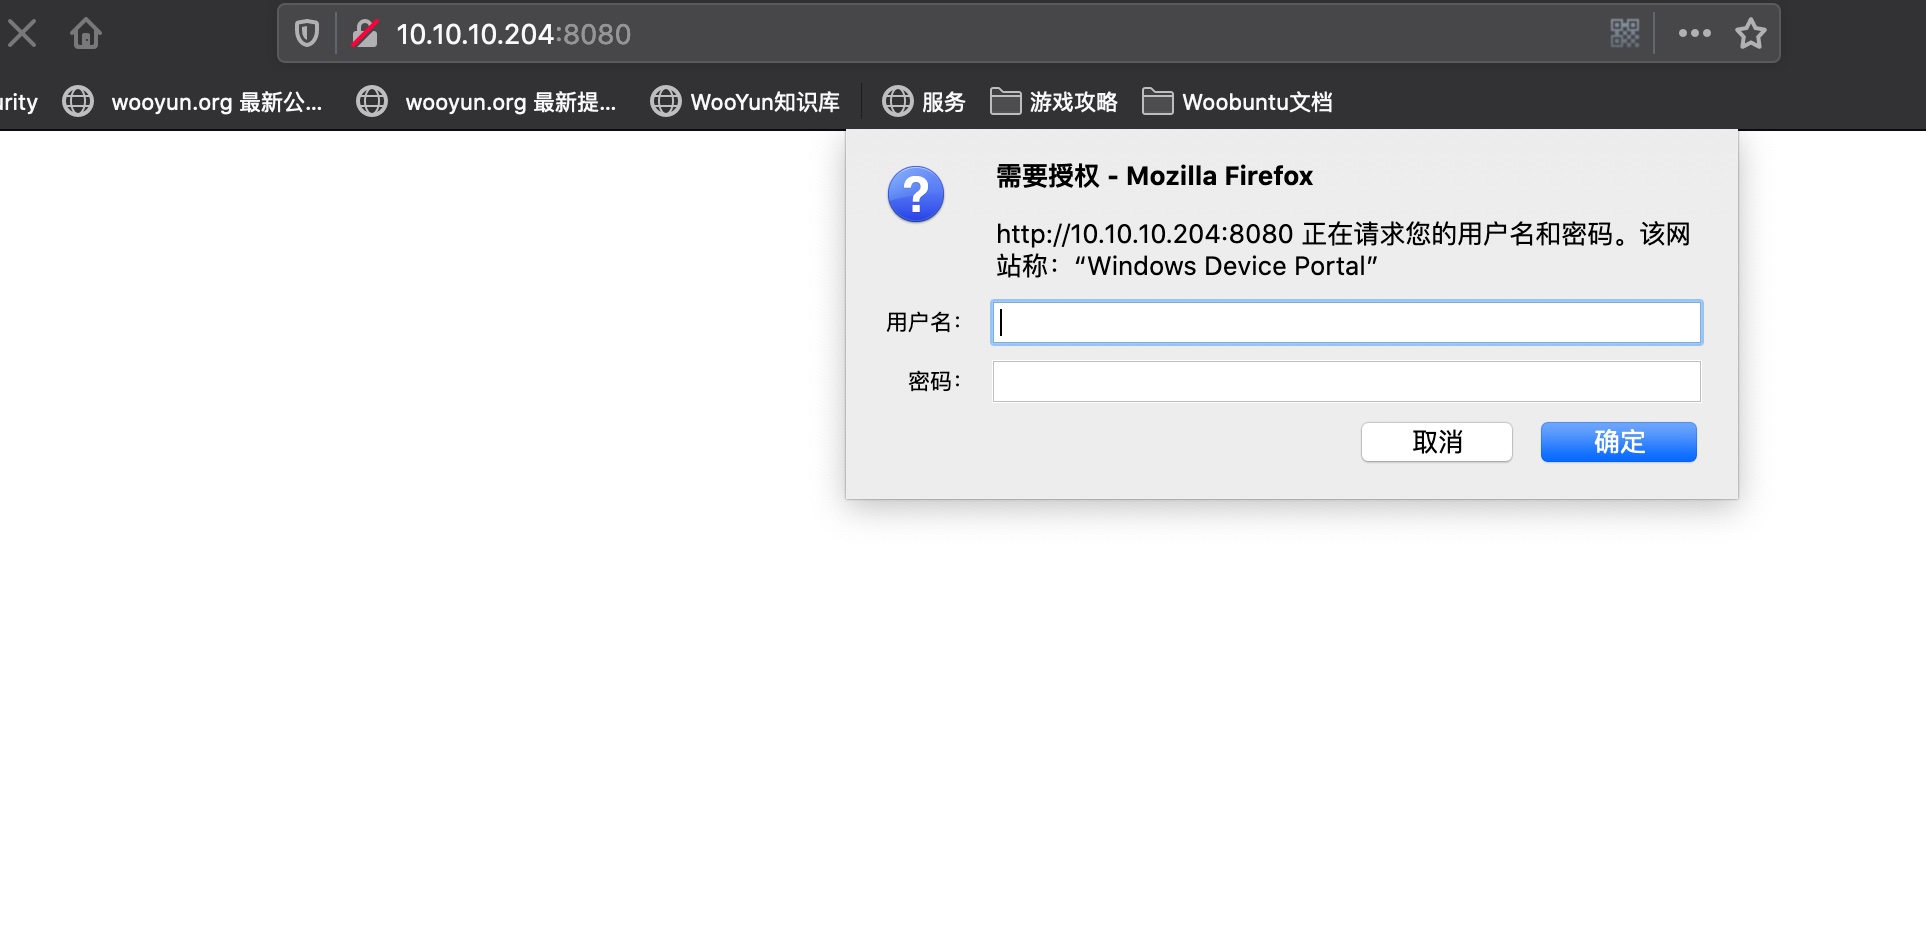 10.10.10.204:8080
urity wooyun.org 最新公... wooyun.org 最新提... WooYun知识库 服务 游戏攻略 Woobuntu文档
需要授权 - Mozilla Firefox
http://10.10.10.204:8080 正在请求您的用户名和密码。该网
站称：“Windows Device Portal”
用户名：
密码：
取消 确定